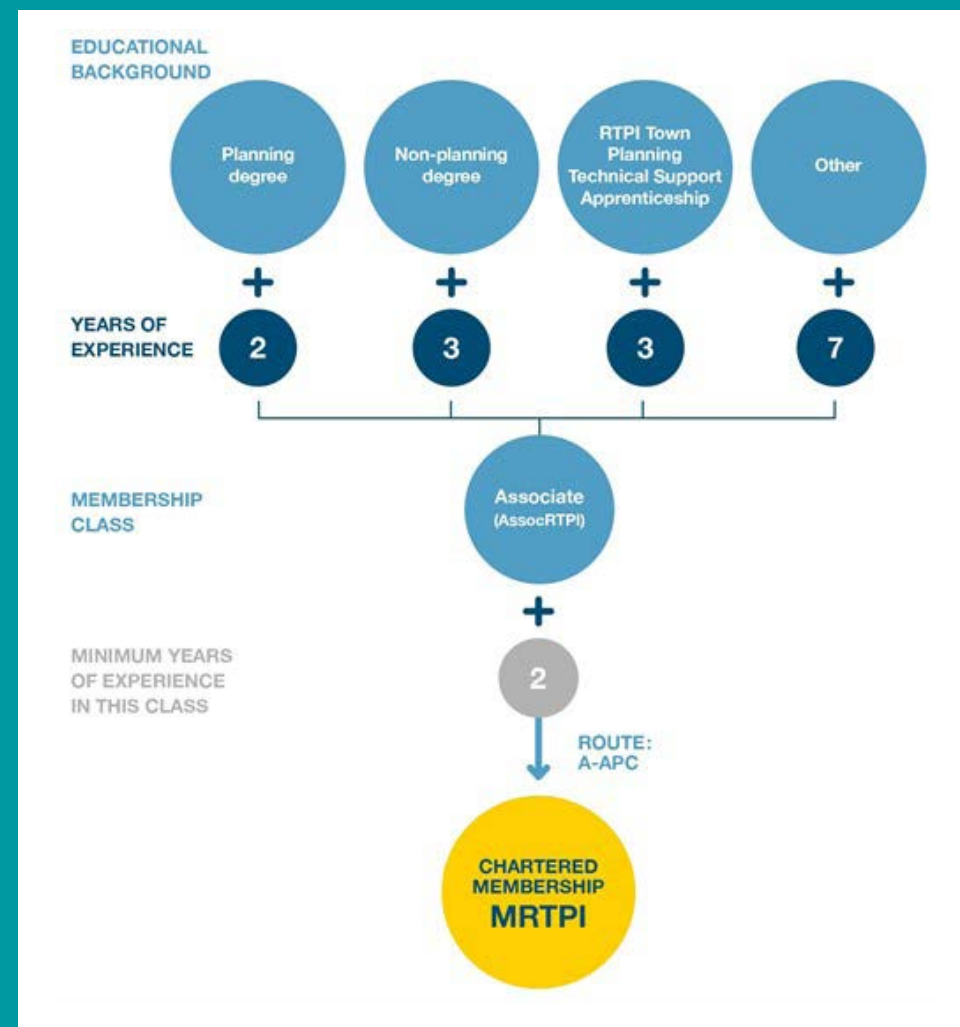 EDUCATIONAL
BACKGROUND
Planning
degree
Non-planning
degree
RTPI Town
Planning
Technical Support
Apprenticeship
Other
+
+
+
+
YEARS OF
EXPERIENCE
2
3
3
7
MEMBERSHIP
CLASS
Associate
(AssocRTPI)
+
MINIMUM YEARS
OF EXPERIENCE
IN THIS CLASS
2
ROUTE:
A-APC
CHARTERED
MEMBERSHIP
MRTPI